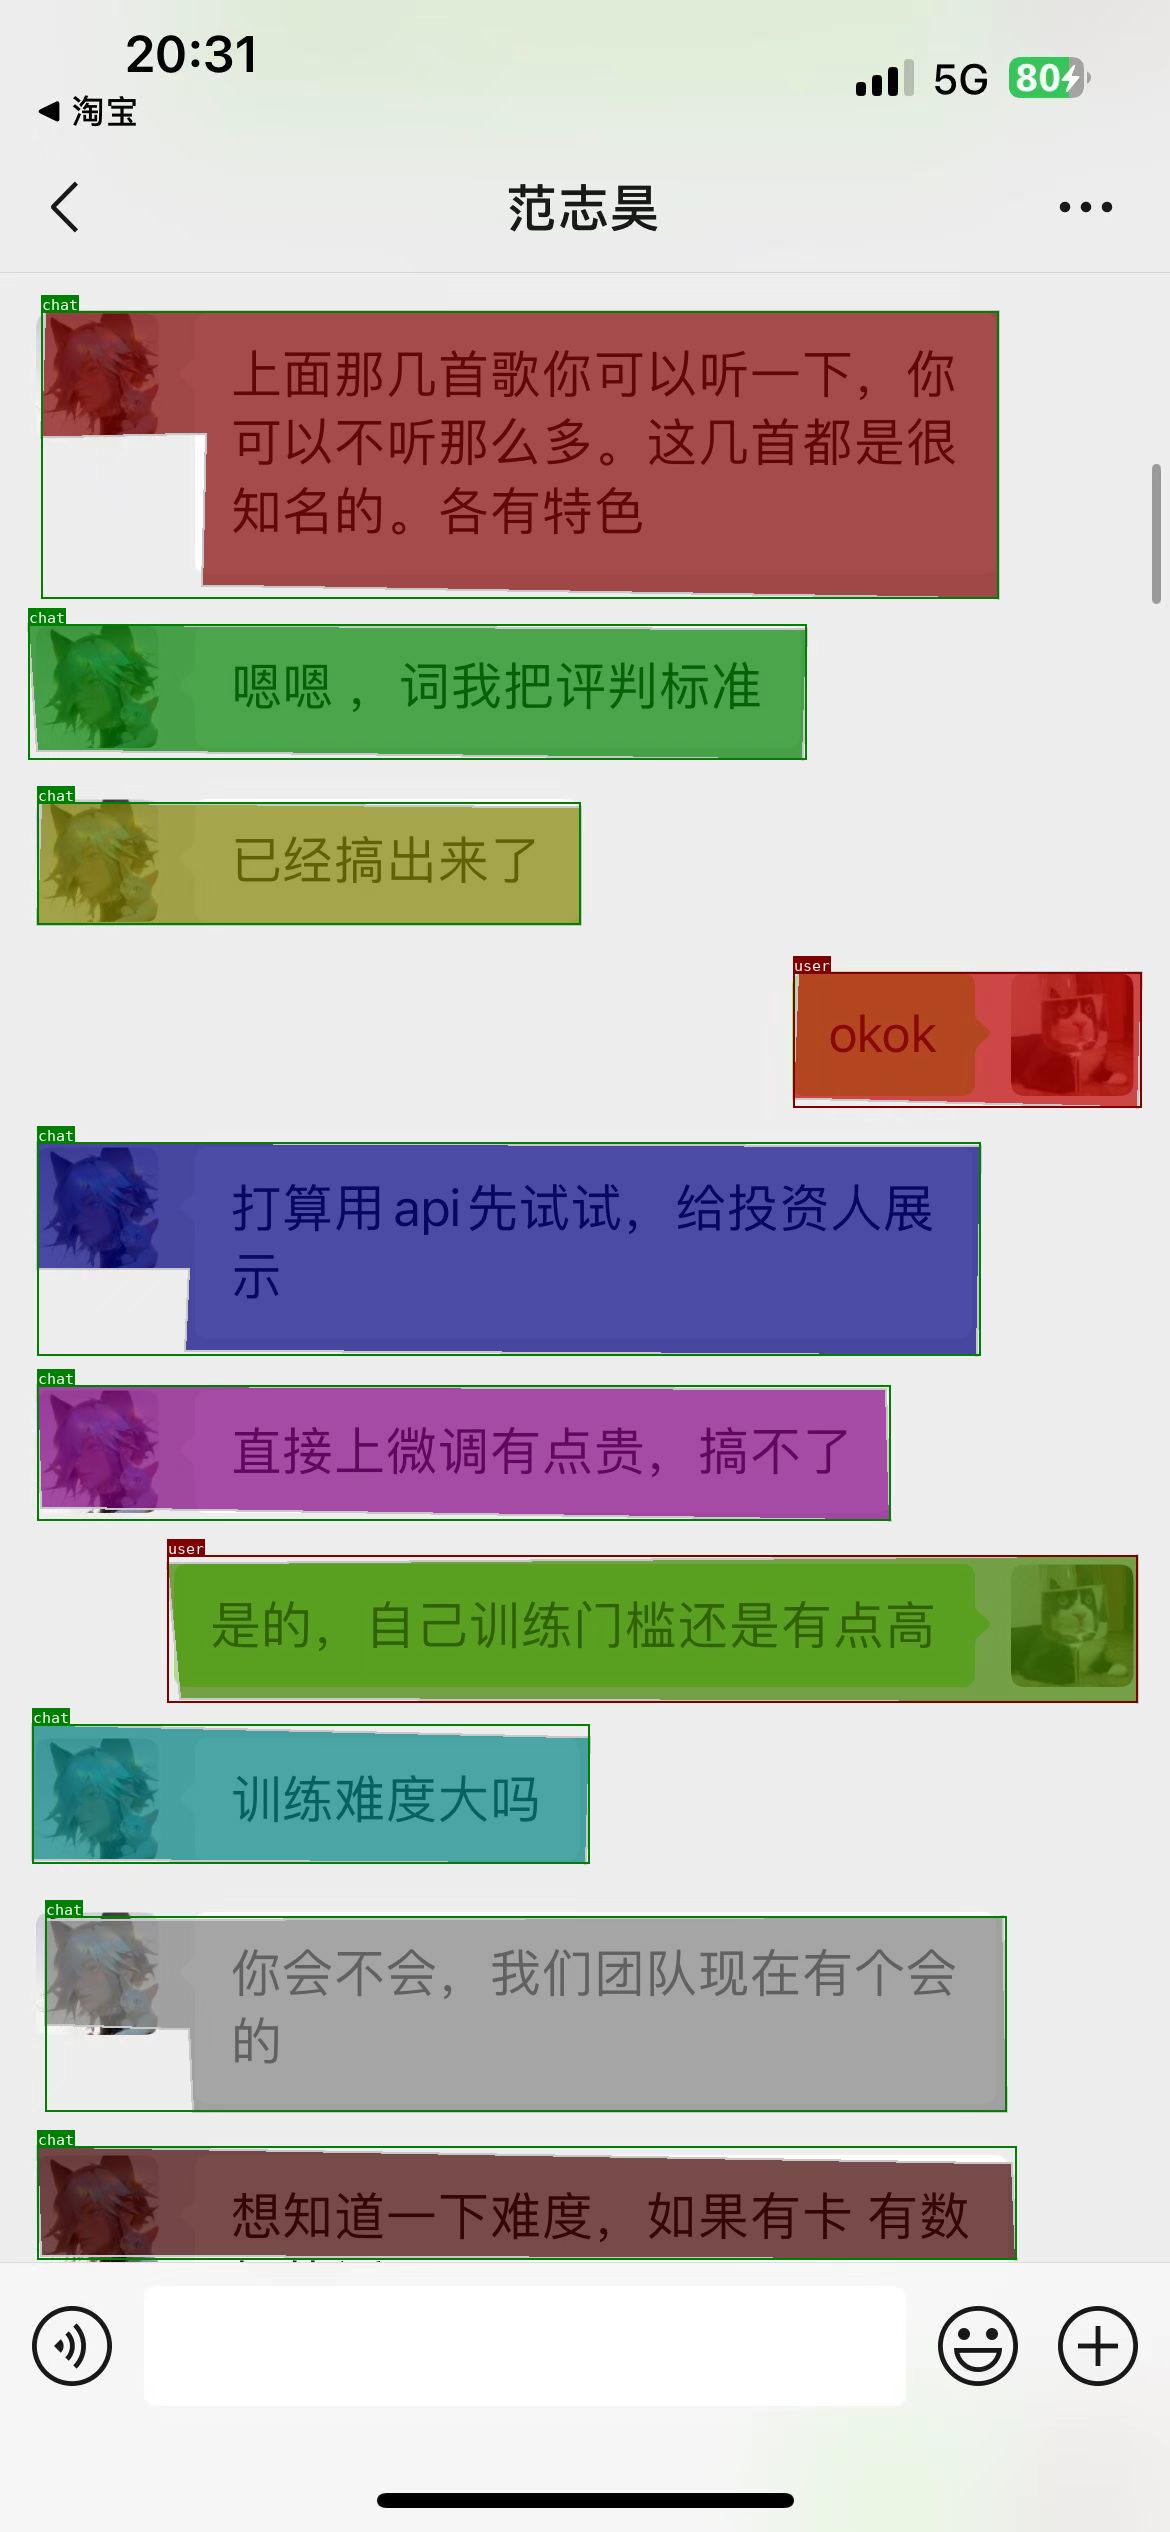 20:31
5G
80
淘宝
范志昊
chat
上面那几首歌你可以听一下，你
可以不听那么多。这几首都是很
知名的。各有特色
chat
嗯嗯，词我把评判标准
chat
已经搞出来了
user
okok
chat
打算用api先试试，给投资人展
示
chat
直接上微调有点贵，搞不了
user
是的，自己训练门槛还是有点高
chat
训练难度大吗
chat
你会不会，我们团队现在有个会
的
chat
想知道一下难度，如果有卡 有数